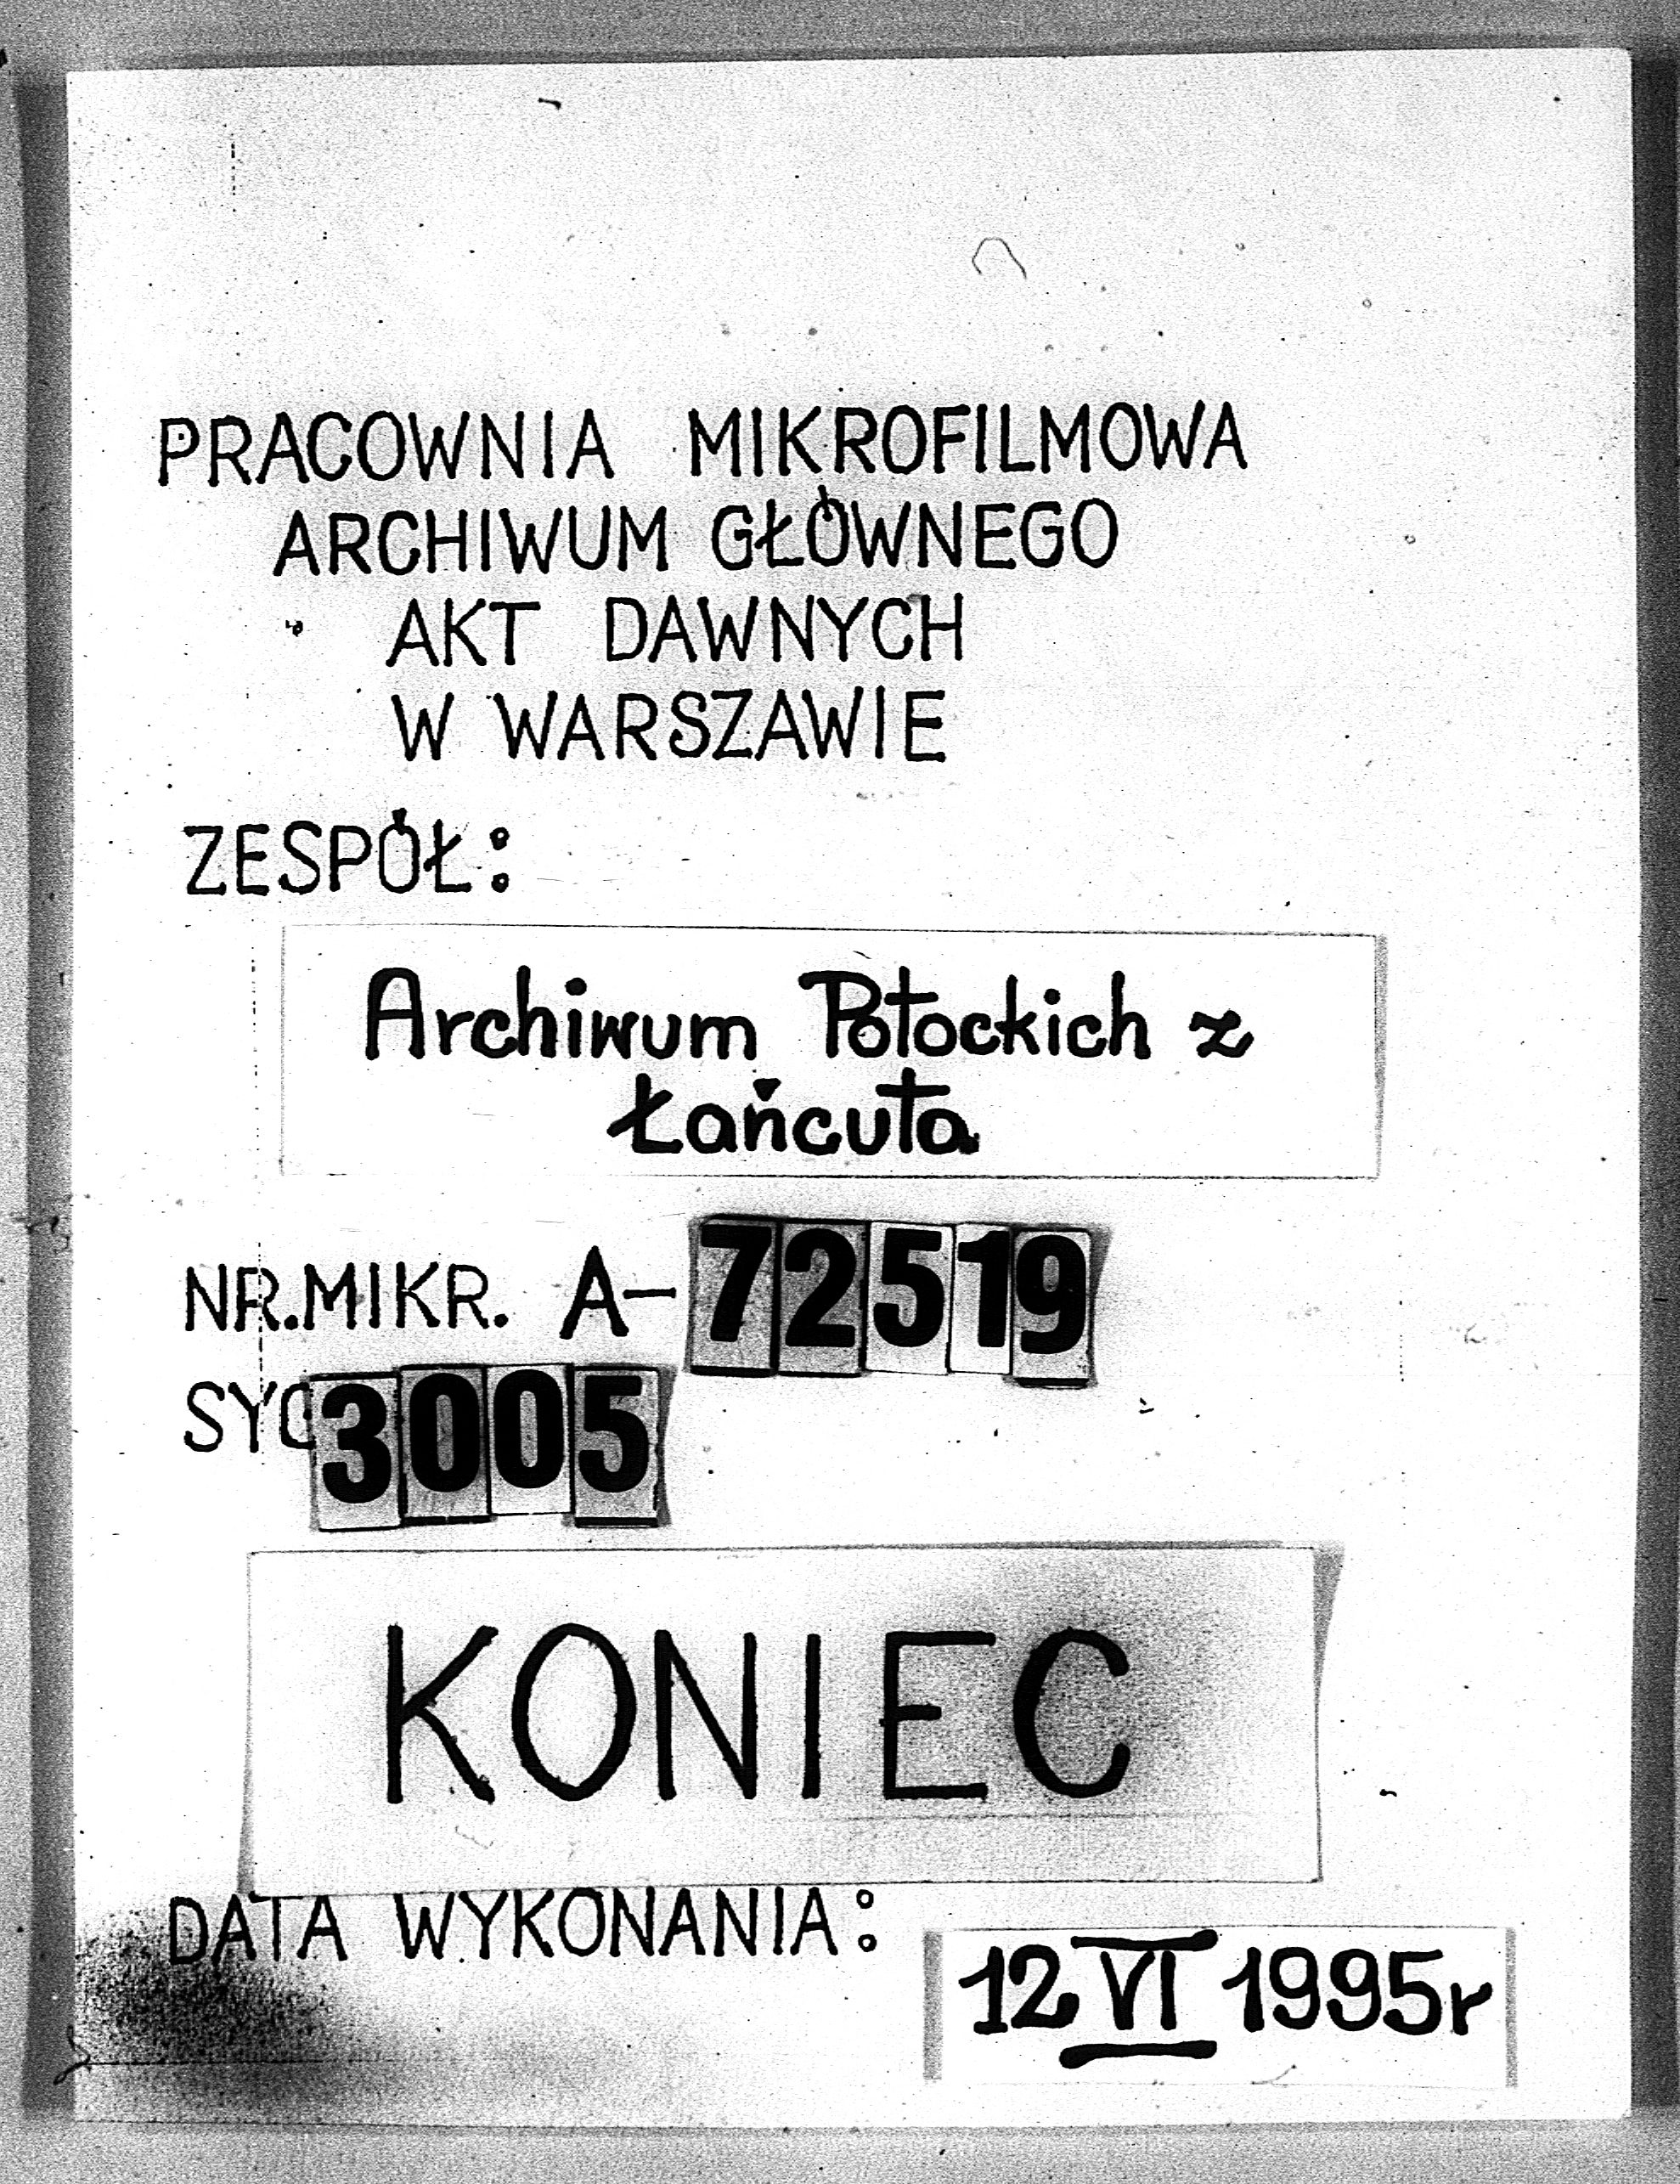 PRACOWNIA MIKROFILMOWA
ARCHIWUM GŁÓWNEGO
AKT DAWNYCH
W WARSZAWIE
ZESPÓŁ:
Archiwum Potockich z
Łańcuta
NR.MIKR. A-72519
SYG 3005
KONIEC
DATA WYKONANIA:
12 VI 1995r